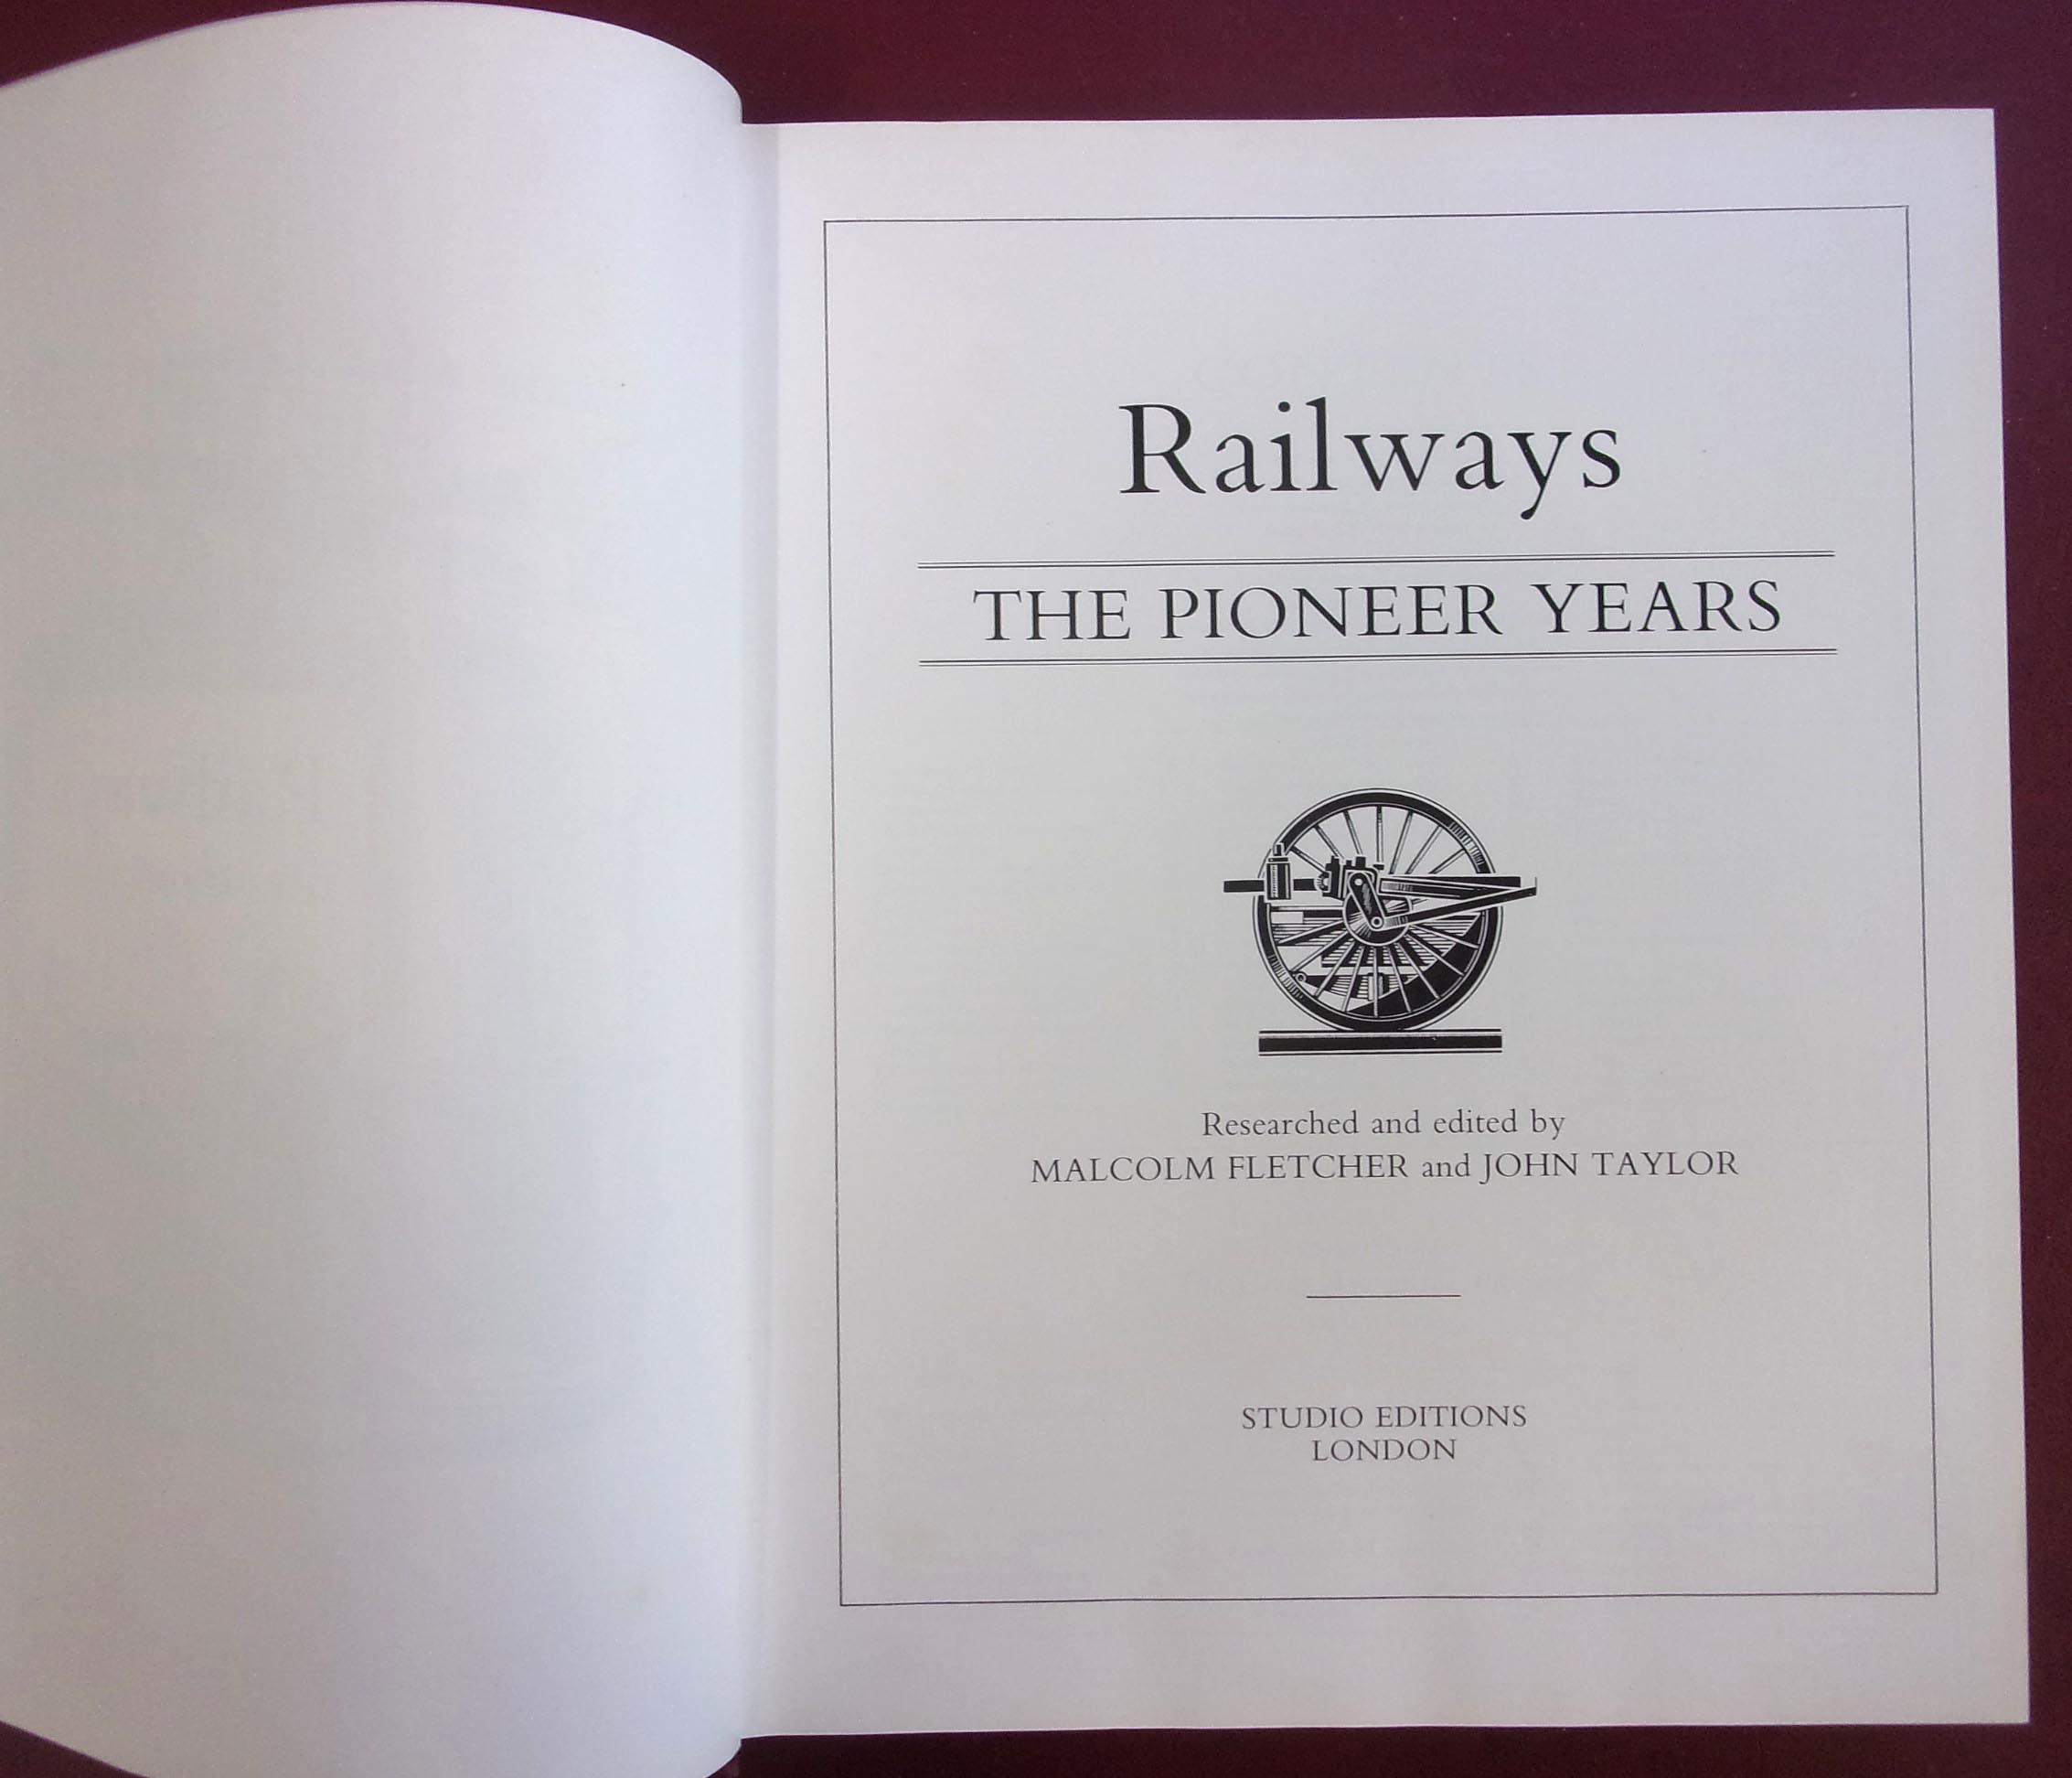 Railways
THE PIONEER YEARS
Researched and edited by
MALCOLM FLETCHER and JOHN TAYLOR
STUDIO EDITIONS
LONDON